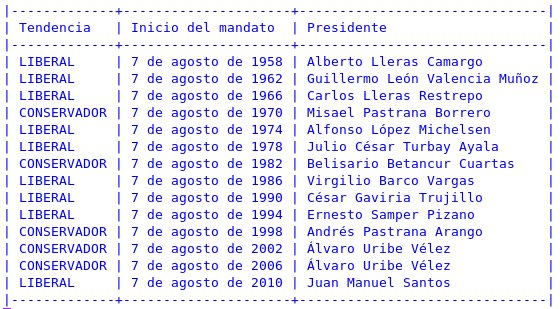 |-------------+----------------------+-------------------------------|
| Tendencia   | Inicio del mandato   | Presidente                    |
|-------------+----------------------+-------------------------------|
| LIBERAL     | 7 de agosto de 1958 | Alberto Lleras Camargo        |
| LIBERAL     | 7 de agosto de 1962 | Guillermo León Valencia Muñoz |
| LIBERAL     | 7 de agosto de 1966 | Carlos Lleras Restrepo        |
| CONSERVADOR | 7 de agosto de 1970 | Misael Pastrana Borrero       |
| LIBERAL     | 7 de agosto de 1974 | Alfonso López Michelsen       |
| LIBERAL     | 7 de agosto de 1978 | Julio César Turbay Ayala      |
| CONSERVADOR | 7 de agosto de 1982 | Belisario Betancur Cuartas    |
| LIBERAL     | 7 de agosto de 1986 | Virgilio Barco Vargas         |
| LIBERAL     | 7 de agosto de 1990 | César Gaviria Trujillo        |
| LIBERAL     | 7 de agosto de 1994 | Ernesto Samper Pizano         |
| CONSERVADOR | 7 de agosto de 1998 | Andrés Pastrana Arango        |
| CONSERVADOR | 7 de agosto de 2002 | Álvaro Uribe Vélez            |
| CONSERVADOR | 7 de agosto de 2006 | Álvaro Uribe Vélez            |
| LIBERAL     | 7 de agosto de 2010 | Juan Manuel Santos            |
|-------------+----------------------+-------------------------------|